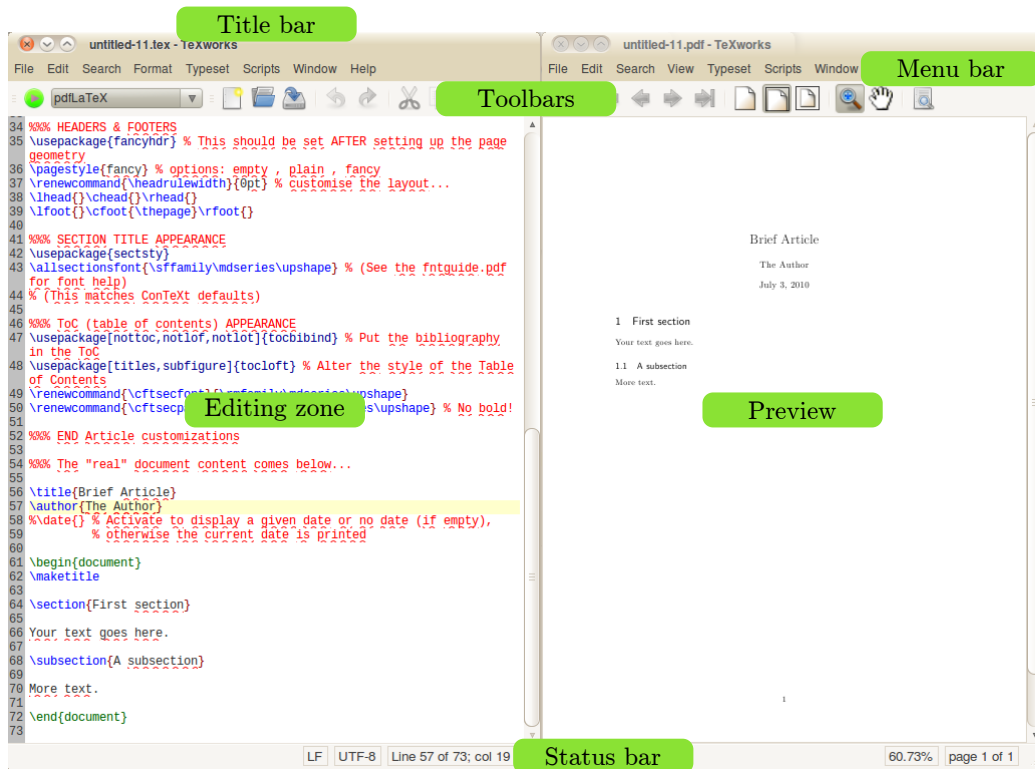 Title bar
untitled-11.tex - TeXworks
File Edit Search Format Typeset Scripts Window Help
pdfLaTeX
Toolbars
34 %%% HEADERS & FOOTERS
35 \usepackage{fancyhdr} % This should be set AFTER setting up the page
geometry
36 \pagestyle{fancy} % options: empty , plain , fancy
37 \renewcommand{\headrulewidth}{0pt} % customise the layout...
38 \lhead{}\chead{}\rhead{}
39 \lfoot{}\cfoot{\thepage}\rfoot{}
40
41 %%% SECTION TITLE APPEARANCE
42 \usepackage{sectsty}
43 \allsectionsfont{\sffamily\mdseries\upshape} % (See the fntguide.pdf
for font help)
44 % (This matches ConTeXt defaults)
45
46 %%% ToC (table of contents) APPEARANCE
47 \usepackage[nottoc,notlof,notlot]{tocbibind} % Put the bibliography
in the ToC
48 \usepackage[titles,subfigure]{tocloft} % Alter the style of the Table
of Contents
49 \renewcommand{\cftsecfont}{\rmfamily\mdseries\upshape}
50 \renewcommand{\cftsecp es\upshape} % No bold!
Editing zone
51
52 %%% END Article customizations
53
54 %%% The "real" document content comes below...
55
56 \title{Brief Article}
57 \author{The Author}
58 %\date{} % Activate to display a given date or no date (if empty),
59 % otherwise the current date is printed
60
61 \begin{document}
62 \maketitle
63
64 \section{First section}
65
66 Your text goes here.
67
68 \subsection{A subsection}
69
70 More text.
71
72 \end{document}
73
LF UTF-8 Line 57 of 73; col 19
Status bar
untitled-11.pdf - TeXworks
File Edit Search View Typeset Scripts Window
Menu bar
Brief Article
The Author
July 3, 2010
1 First section
Your text goes here.
1.1 A subsection
More text.
Preview
1
60.73% page 1 of 1